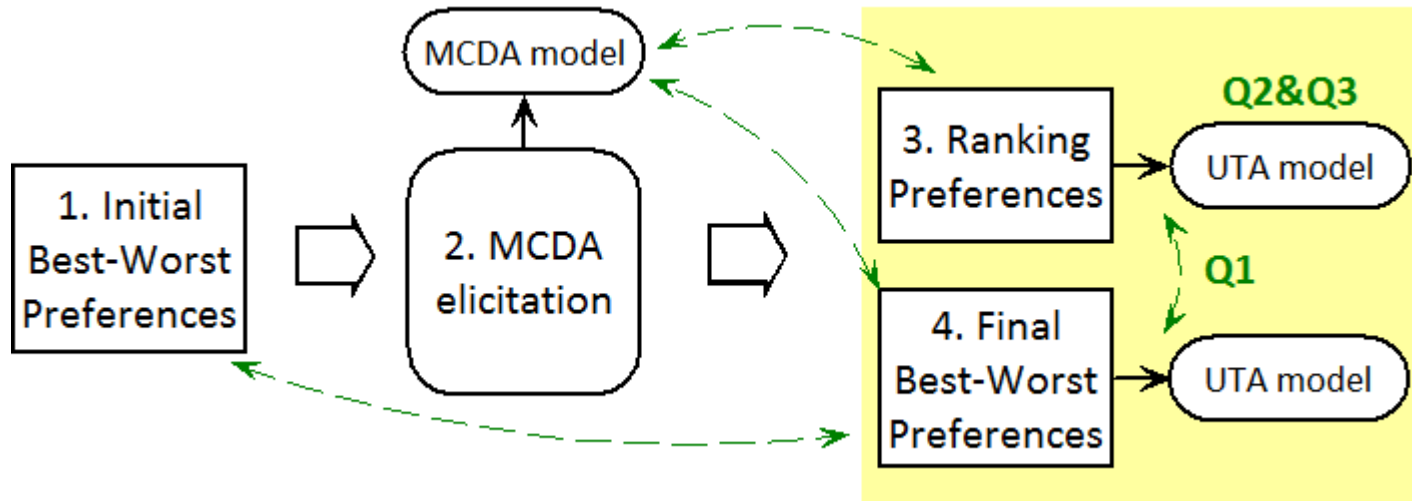 MCDA model
1. Initial
Best-Worst
Preferences
2. MCDA
elicitation
Q2&Q3
3. Ranking
Preferences
UTA model
Q1
4. Final
Best-Worst
Preferences
UTA model